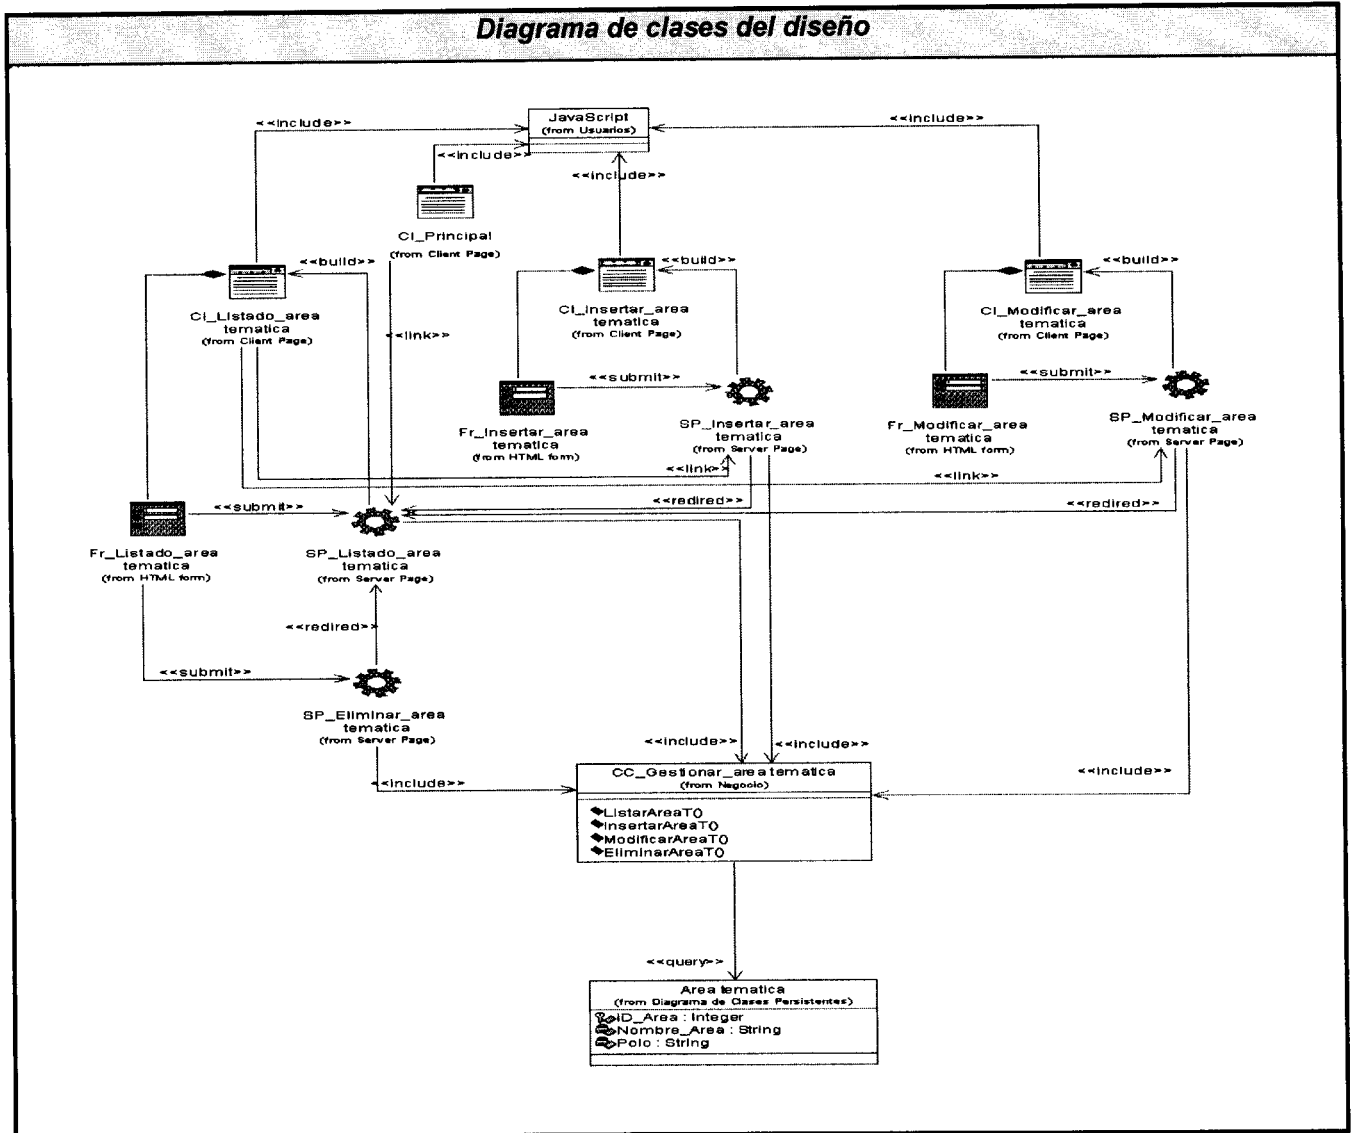 Diagrama de clases del diseño
JavaScript
(from Usuarios)
<<include>>
<<include>>
<<include>>
<<include>>
Cl_Principal
(from Client Page)
<<build>>
<<build>>
<<build>>
Cl_Listado_area
tematica
(from Client Page)
Cl_Insertar_area
tematica
(from Client Page)
Cl_Modificar_area
tematica
(from Client Page)
<<link>>
<<submit>>
<<submit>>
Fr_Insertar_area
tematica
(from HTML form)
SP_Insertar_area
tematica
(from Server Page)
Fr_Modificar_area
tematica
(from HTML form)
SP_Modificar_area
tematica
(from Server Page)
<<link>>
<<link>>
<<redired>>
<<redired>>
<<submit>>
Fr_Listado_area
tematica
(from HTML form)
SP_Listado_area
tematica
(from Server Page)
<<redired>>
<<submit>>
SP_Eliminar_area
tematica
(from Server Page)
<<include>>
<<include>>
<<include>>
<<include>>
CC_Gestionar_area tematica
(from Negocio)
ListarAreaT()
InsertarAreaT()
ModificarAreaT()
EliminarAreaT()
<<query>>
Area tematica
(from Diagrama de Clases Persistentes)
ID_Area : Integer
Nombre_Area : String
Polo : String